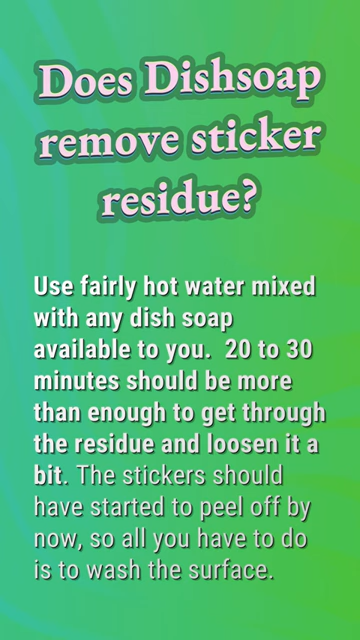 Does Dishsoap
remove sticker
residue?
Use fairly hot water mixed
with any dish soap
available to you.  20 to 30
minutes should be more
than enough to get through
the residue and loosen it a
bit. The stickers should
have started to peel off by
now, so all you have to do
is to wash the surface.